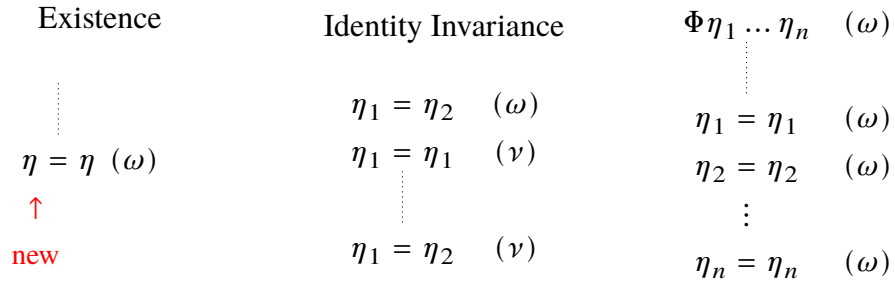 Existence
η = η (ω)
↑
new
Identity Invariance
η₁ = η₂ (ω)
η₁ = η₁ (ν)
η₁ = η₂ (ν)
Φη₁ … ηₙ (ω)
η₁ = η₁ (ω)
η₂ = η₂ (ω)
⋮
ηₙ = ηₙ (ω)